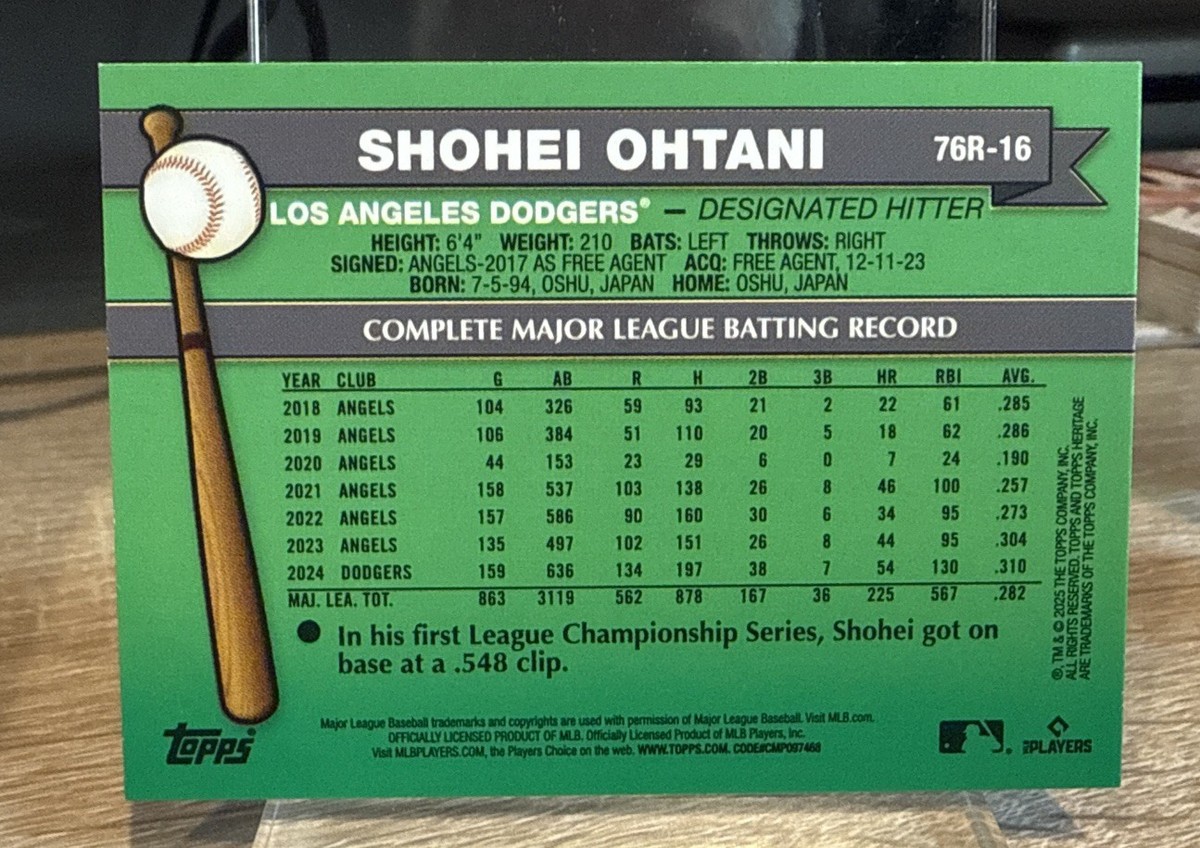 SHOHEI OHTANI 76R-16
LOS ANGELES DODGERS® – DESIGNATED HITTER
HEIGHT: 6'4" WEIGHT: 210 BATS: LEFT THROWS: RIGHT
SIGNED: ANGELS-2017 AS FREE AGENT ACQ: FREE AGENT, 12-11-23
BORN: 7-5-94, OSHU, JAPAN HOME: OSHU, JAPAN
COMPLETE MAJOR LEAGUE BATTING RECORD
YEAR CLUB G AB R H 2B 3B HR RBI AVG.
2018 ANGELS 104 326 59 93 21 2 22 61 .285
2019 ANGELS 106 384 51 110 20 5 18 62 .286
2020 ANGELS 44 153 23 29 6 0 7 24 .190
2021 ANGELS 158 537 103 138 26 8 46 100 .257
2022 ANGELS 157 586 90 160 30 6 34 95 .273
2023 ANGELS 135 497 102 151 26 8 44 95 .304
2024 DODGERS 159 636 134 197 38 7 54 130 .310
MAJ. LEA. TOT. 863 3119 562 878 167 36 225 567 .282
● In his first League Championship Series, Shohei got on
base at a .548 clip.
®, TM & © 2025 THE TOPPS COMPANY, INC.
ALL RIGHTS RESERVED. TOPPS AND TOPPS HERITAGE
ARE TRADEMARKS OF THE TOPPS COMPANY, INC.
Topps
Major League Baseball trademarks and copyrights are used with permission of Major League Baseball. Visit MLB.com.
OFFICIALLY LICENSED PRODUCT OF MLB. Officially Licensed Product of MLB Players, Inc.
Visit MLBPLAYERS.COM, the Players Choice on the web. WWW.TOPPS.COM. CODE#CMP097468
PLAYERS